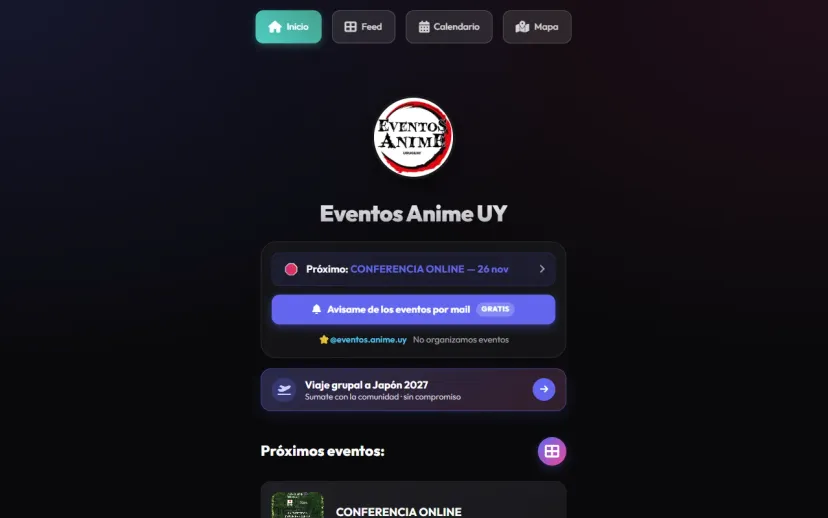 Inicio
Feed
Calendario
Mapa
EVENTOS
ANIME
URUGUAY
Eventos Anime UY
Próximo: CONFERENCIA ONLINE — 26 nov
Avisame de los eventos por mail GRATIS
@eventos.anime.uy No organizamos eventos
Viaje grupal a Japón 2027
Sumate con la comunidad · sin compromiso
Próximos eventos:
CONFERENCIA ONLINE